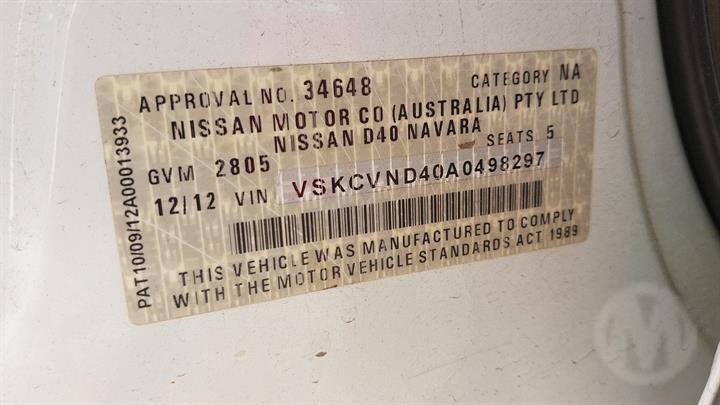 APPROVAL NO. 34648 CATEGORY NA
NISSAN MOTOR CO (AUSTRALIA) PTY LTD
NISSAN D40 NAVARA
GVM 2805 SEATS 5
12/12 VIN VSKCVND40A0498297
THIS VEHICLE WAS MANUFACTURED TO COMPLY
WITH THE MOTOR VEHICLE STANDARDS ACT 1989
PAT10/09/12A00013933
M